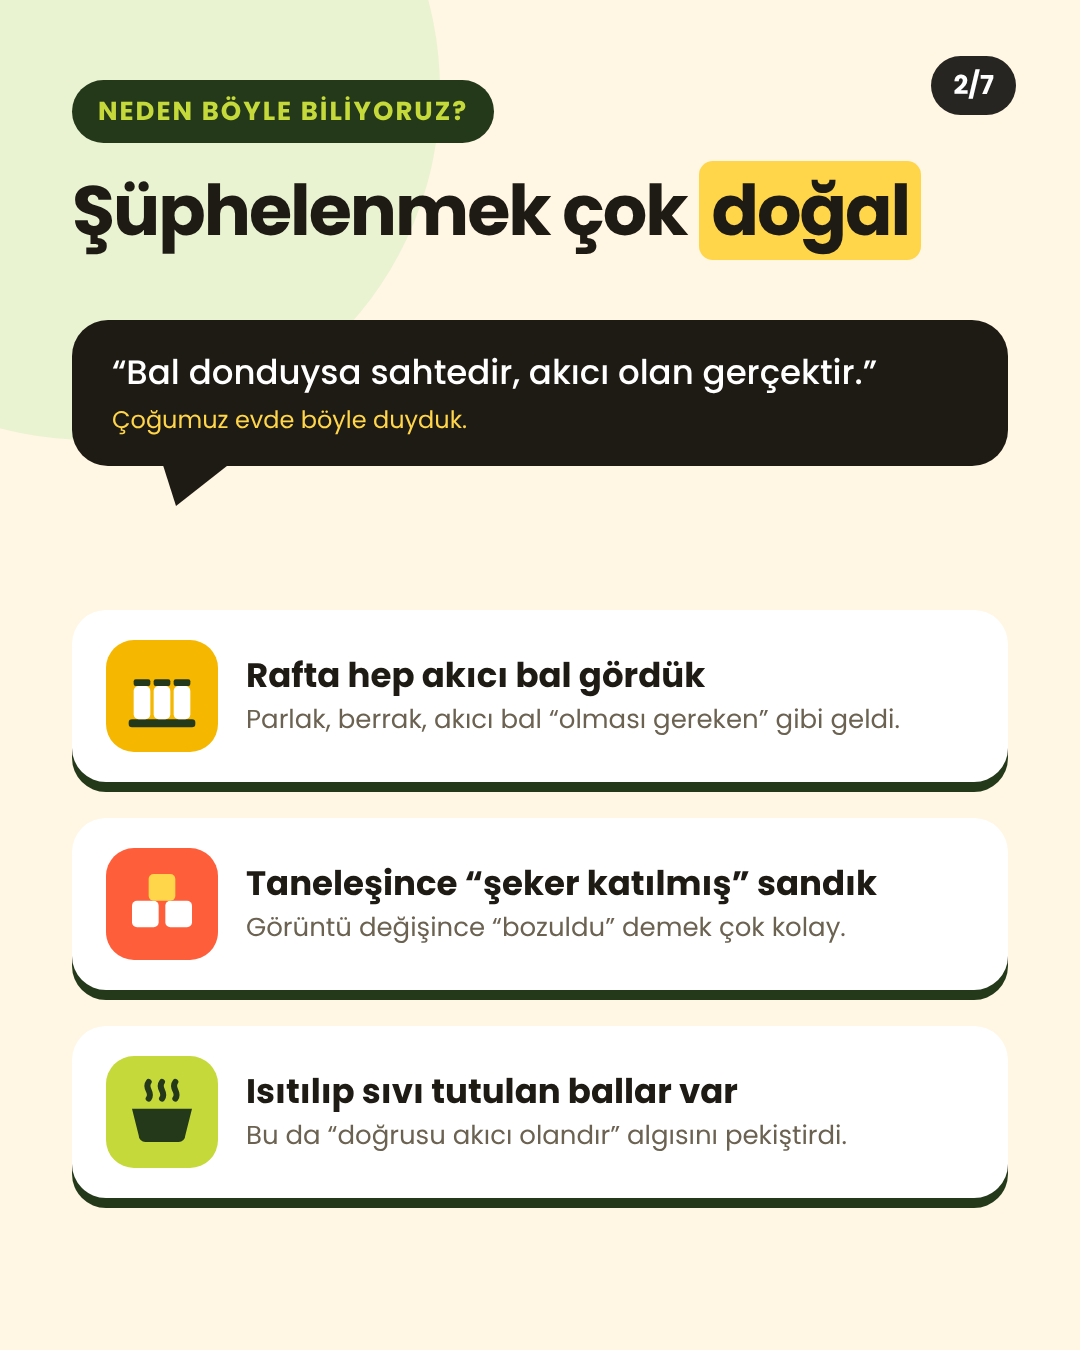 NEDEN BÖYLE BİLİYORUZ?
2/7
Şüphelenmek çok doğal
“Bal donduysa sahtedir, akıcı olan gerçektir.”
Çoğumuz evde böyle duyduk.
Rafta hep akıcı bal gördük
Parlak, berrak, akıcı bal “olması gereken” gibi geldi.
Taneleşince “şeker katılmış” sandık
Görüntü değişince “bozuldu” demek çok kolay.
Isıtılıp sıvı tutulan ballar var
Bu da “doğrusu akıcı olandır” algısını pekiştirdi.